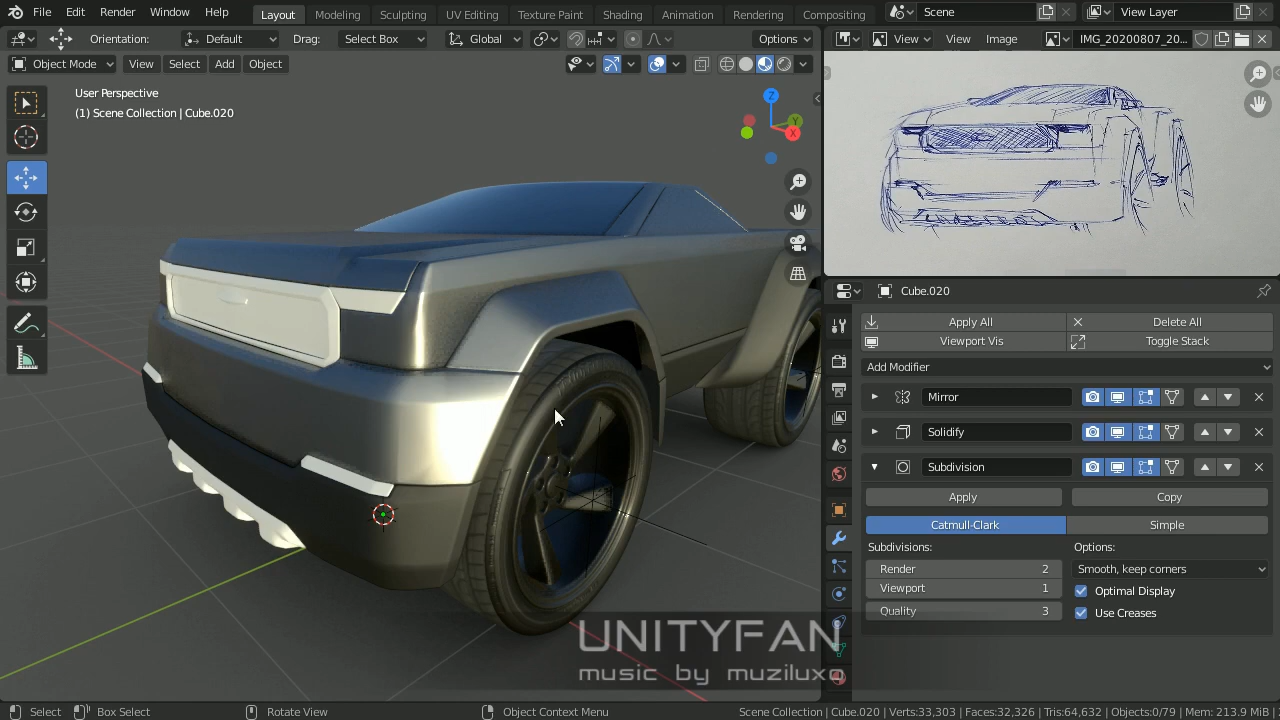 File Edit Render Window Help Layout Modeling Sculpting UV Editing Texture Paint Shading Animation Rendering Compositing Scene View Layer
Orientation: Default Drag: Select Box Global Options
View View Image IMG_20200807_20...
Object Mode View Select Add Object
User Perspective
(1) Scene Collection | Cube.020
Z
Y
X
Cube.020
Apply All Delete All
Viewport Vis Toggle Stack
Add Modifier
Mirror
Solidify
Subdivision
Apply Copy
Catmull-Clark Simple
Subdivisions: Options:
Render 2 Smooth, keep corners
Viewport 1 Optimal Display
Quality 3 Use Creases
UNITYFAN
music by muziluxo
Select Box Select Rotate View Object Context Menu Scene Collection | Cube.020 | Verts:33,303 | Faces:32,326 | Tris:64,632 | Objects:0/79 | Mem: 213.9 MiB |